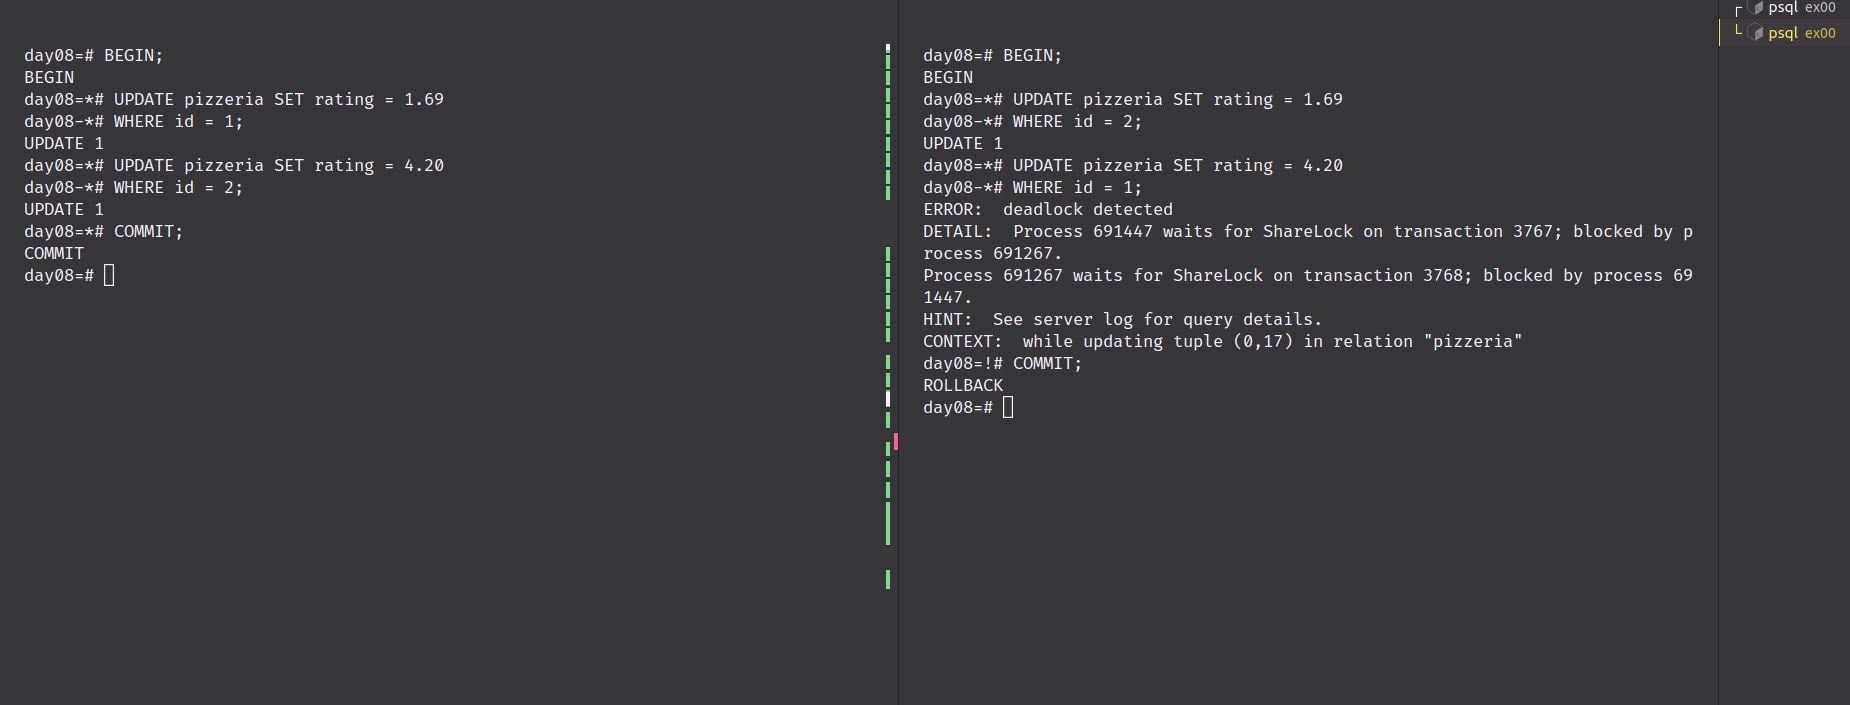 day08=# BEGIN;
BEGIN
day08=*# UPDATE pizzeria SET rating = 1.69
day08-*# WHERE id = 1;
UPDATE 1
day08=*# UPDATE pizzeria SET rating = 4.20
day08-*# WHERE id = 2;
UPDATE 1
day08=*# COMMIT;
COMMIT
day08=#
day08=# BEGIN;
BEGIN
day08=*# UPDATE pizzeria SET rating = 1.69
day08-*# WHERE id = 2;
UPDATE 1
day08=*# UPDATE pizzeria SET rating = 4.20
day08-*# WHERE id = 1;
ERROR:  deadlock detected
DETAIL:  Process 691447 waits for ShareLock on transaction 3767; blocked by p
rocess 691267.
Process 691267 waits for ShareLock on transaction 3768; blocked by process 69
1447.
HINT:  See server log for query details.
CONTEXT:  while updating tuple (0,17) in relation "pizzeria"
day08=!# COMMIT;
ROLLBACK
day08=#
psql ex00
psql ex00